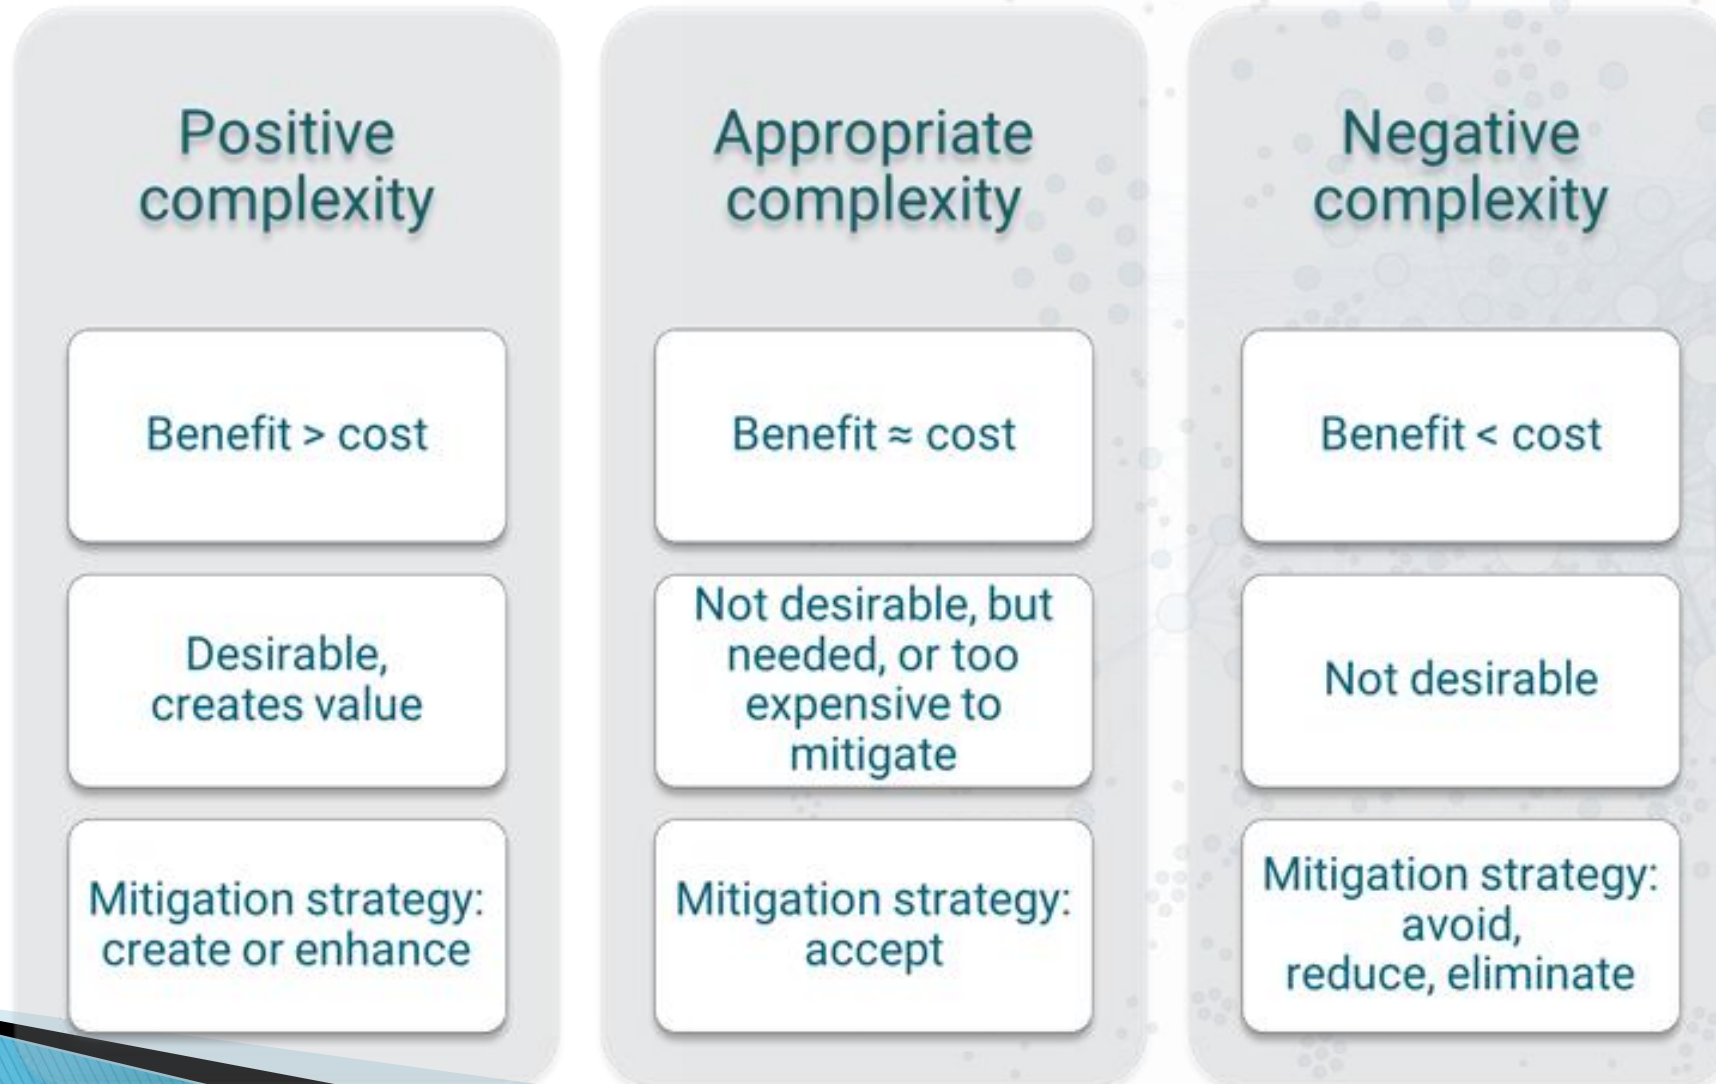 Positive
complexity
Benefit > cost
Desirable,
creates value
Mitigation strategy:
create or enhance
Appropriate
complexity
Benefit ≈ cost
Not desirable, but
needed, or too
expensive to
mitigate
Mitigation strategy:
accept
Negative
complexity
Benefit < cost
Not desirable
Mitigation strategy:
avoid,
reduce, eliminate